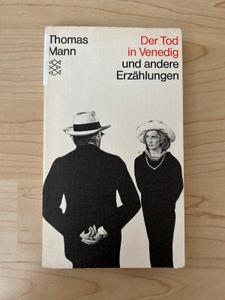 Thomas
Mann
Der Tod
in Venedig
und andere
Erzählungen